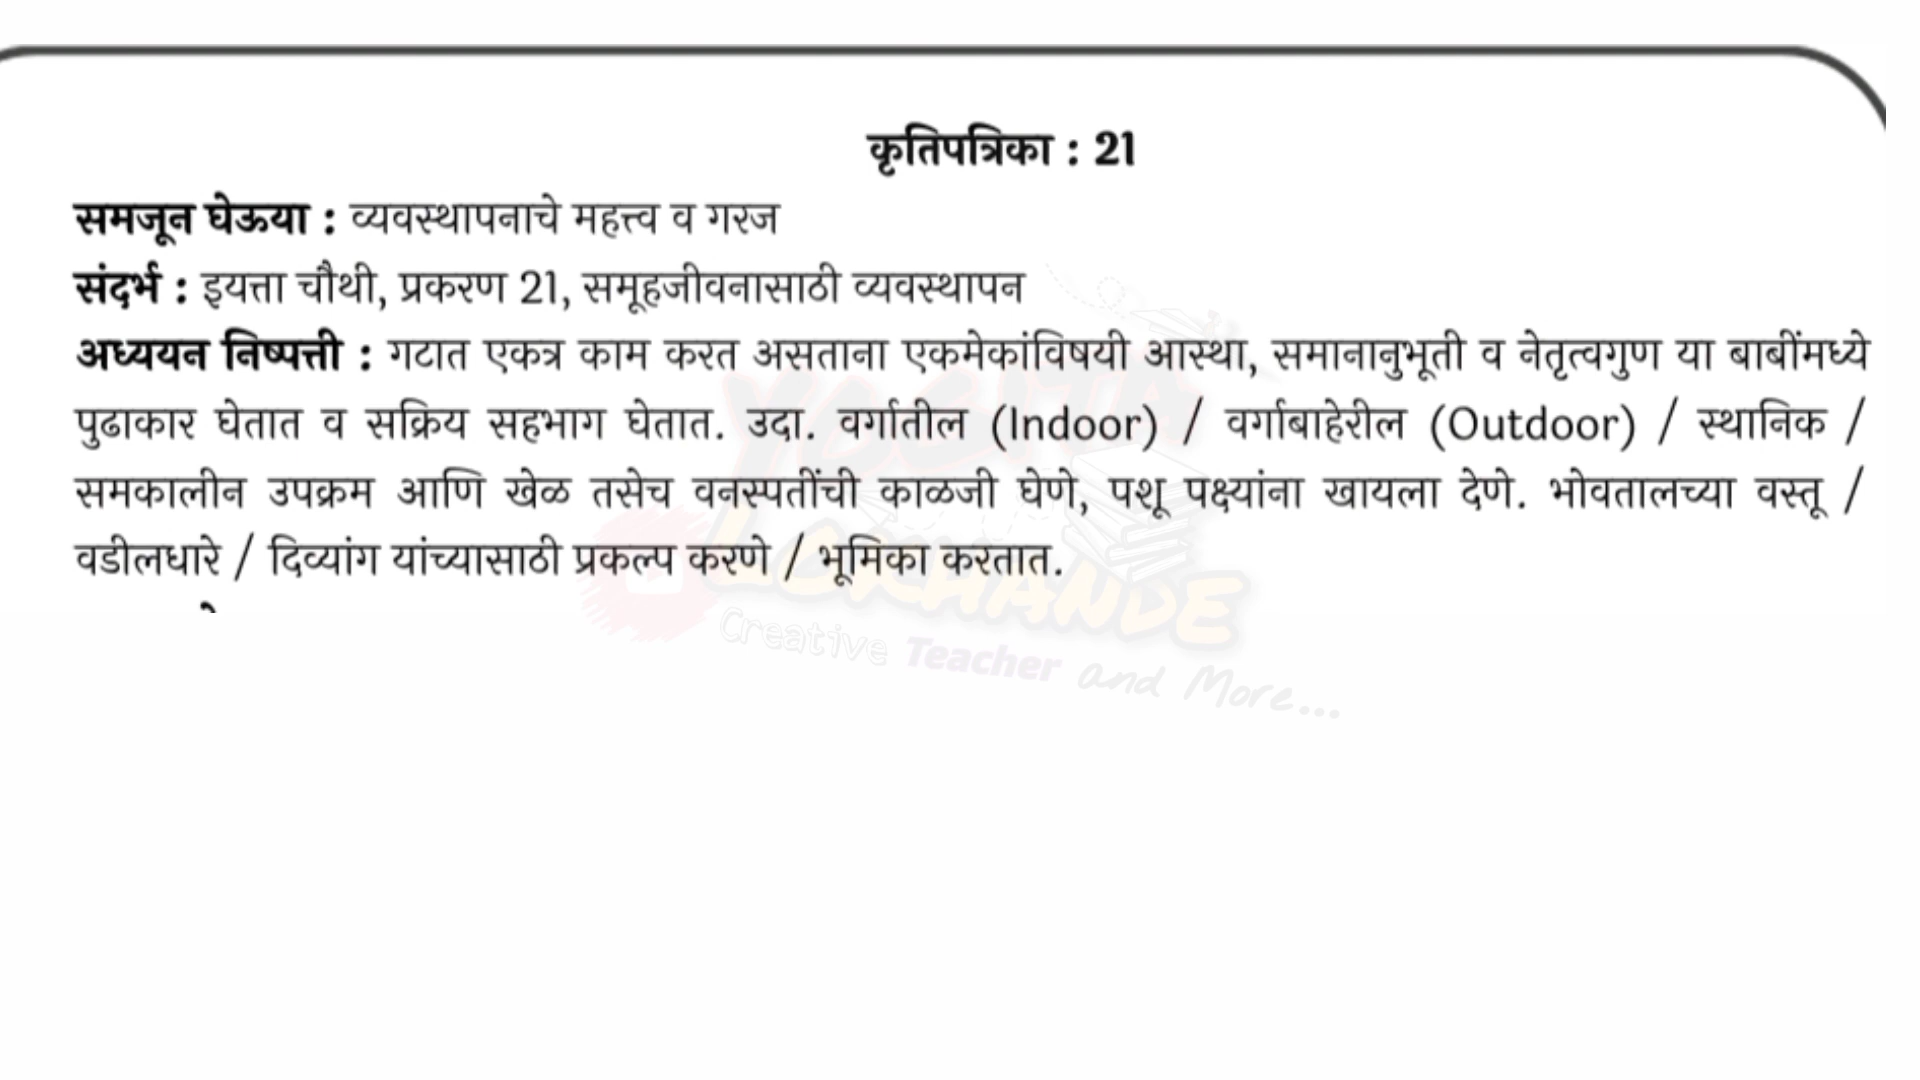 कृतिपत्रिका : 21
समजून घेऊया : व्यवस्थापनाचे महत्त्व व गरज
संदर्भ : इयत्ता चौथी, प्रकरण 21, समूहजीवनासाठी व्यवस्थापन
अध्ययन निष्पत्ती : गटात एकत्र काम करत असताना एकमेकांविषयी आस्था, समानानुभूती व नेतृत्वगुण या बाबींमध्ये
पुढाकार घेतात व सक्रिय सहभाग घेतात. उदा. वर्गातील (Indoor) / वर्गाबाहेरील (Outdoor) / स्थानिक /
समकालीन उपक्रम आणि खेळ तसेच वनस्पतींची काळजी घेणे, पशू पक्ष्यांना खायला देणे. भोवतालच्या वस्तू /
वडीलधारे / दिव्यांग यांच्यासाठी प्रकल्प करणे / भूमिका करतात.
YOGITA
LOKHANDE
Creative Teacher and More...